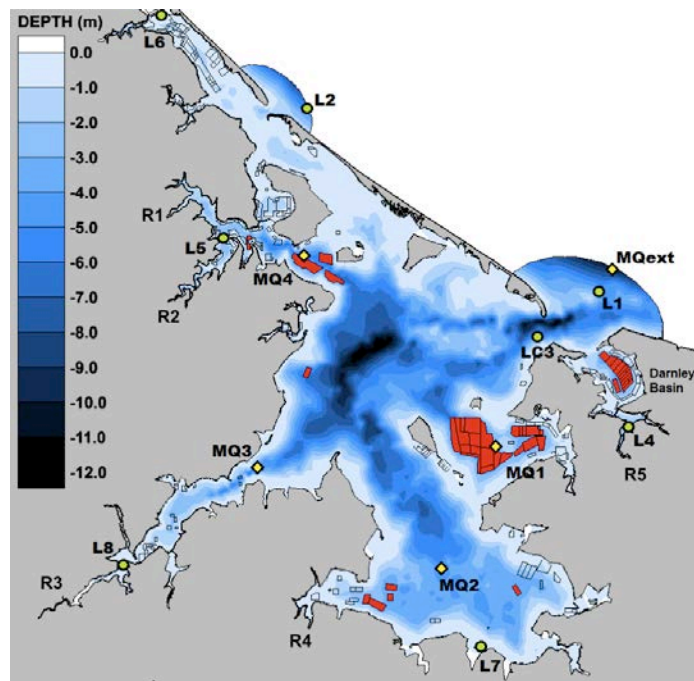 DEPTH (m)
0.0
-1.0
-2.0
-3.0
-4.0
-5.0
-6.0
-7.0
-8.0
-9.0
-10.0
-11.0
-12.0
L6
L2
R1
L5
R2
MQ4
MQext
L1
LC3
Darnley
Basin
L4
R5
MQ1
MQ3
L8
R3
MQ2
R4
L7